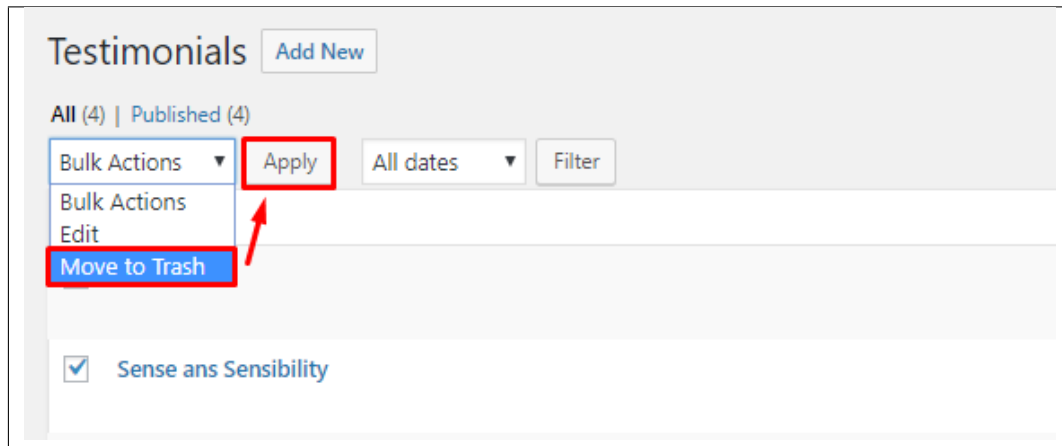 Testimonials Add New
All (4) | Published (4)
Bulk Actions Apply All dates Filter
Bulk Actions
Edit
Move to Trash
Sense ans Sensibility